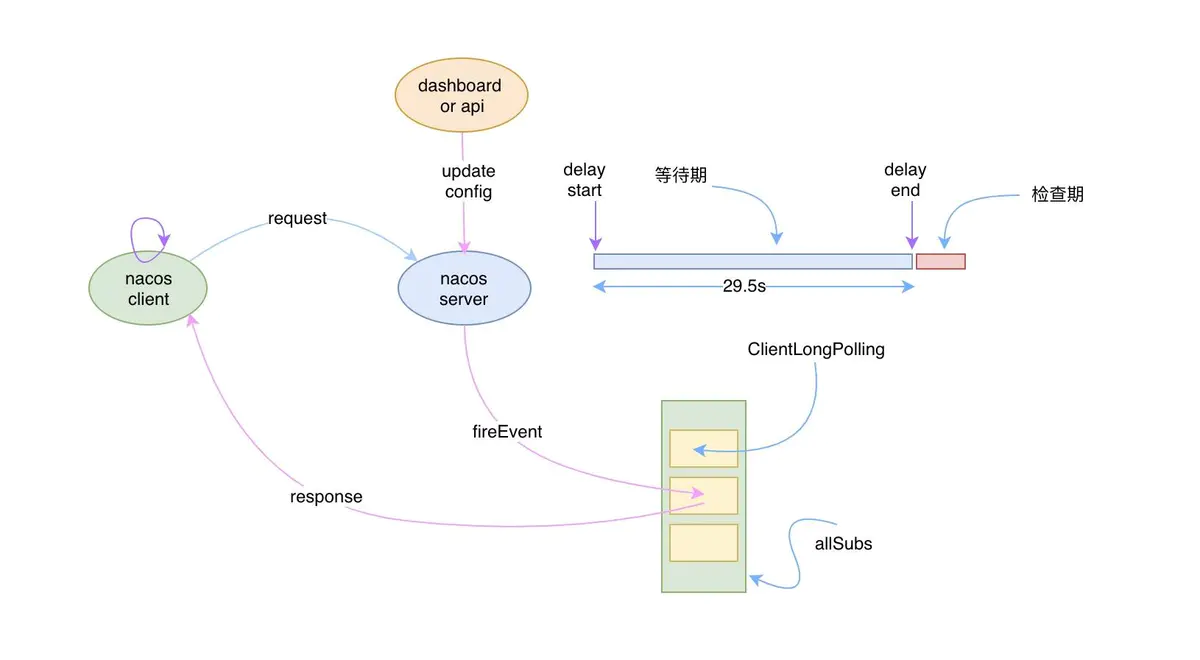 dashboard
or api
update
config
delay
start
等待期
delay
end
检查期
request
nacos
client
nacos
server
29.5s
ClientLongPolling
fireEvent
response
allSubs